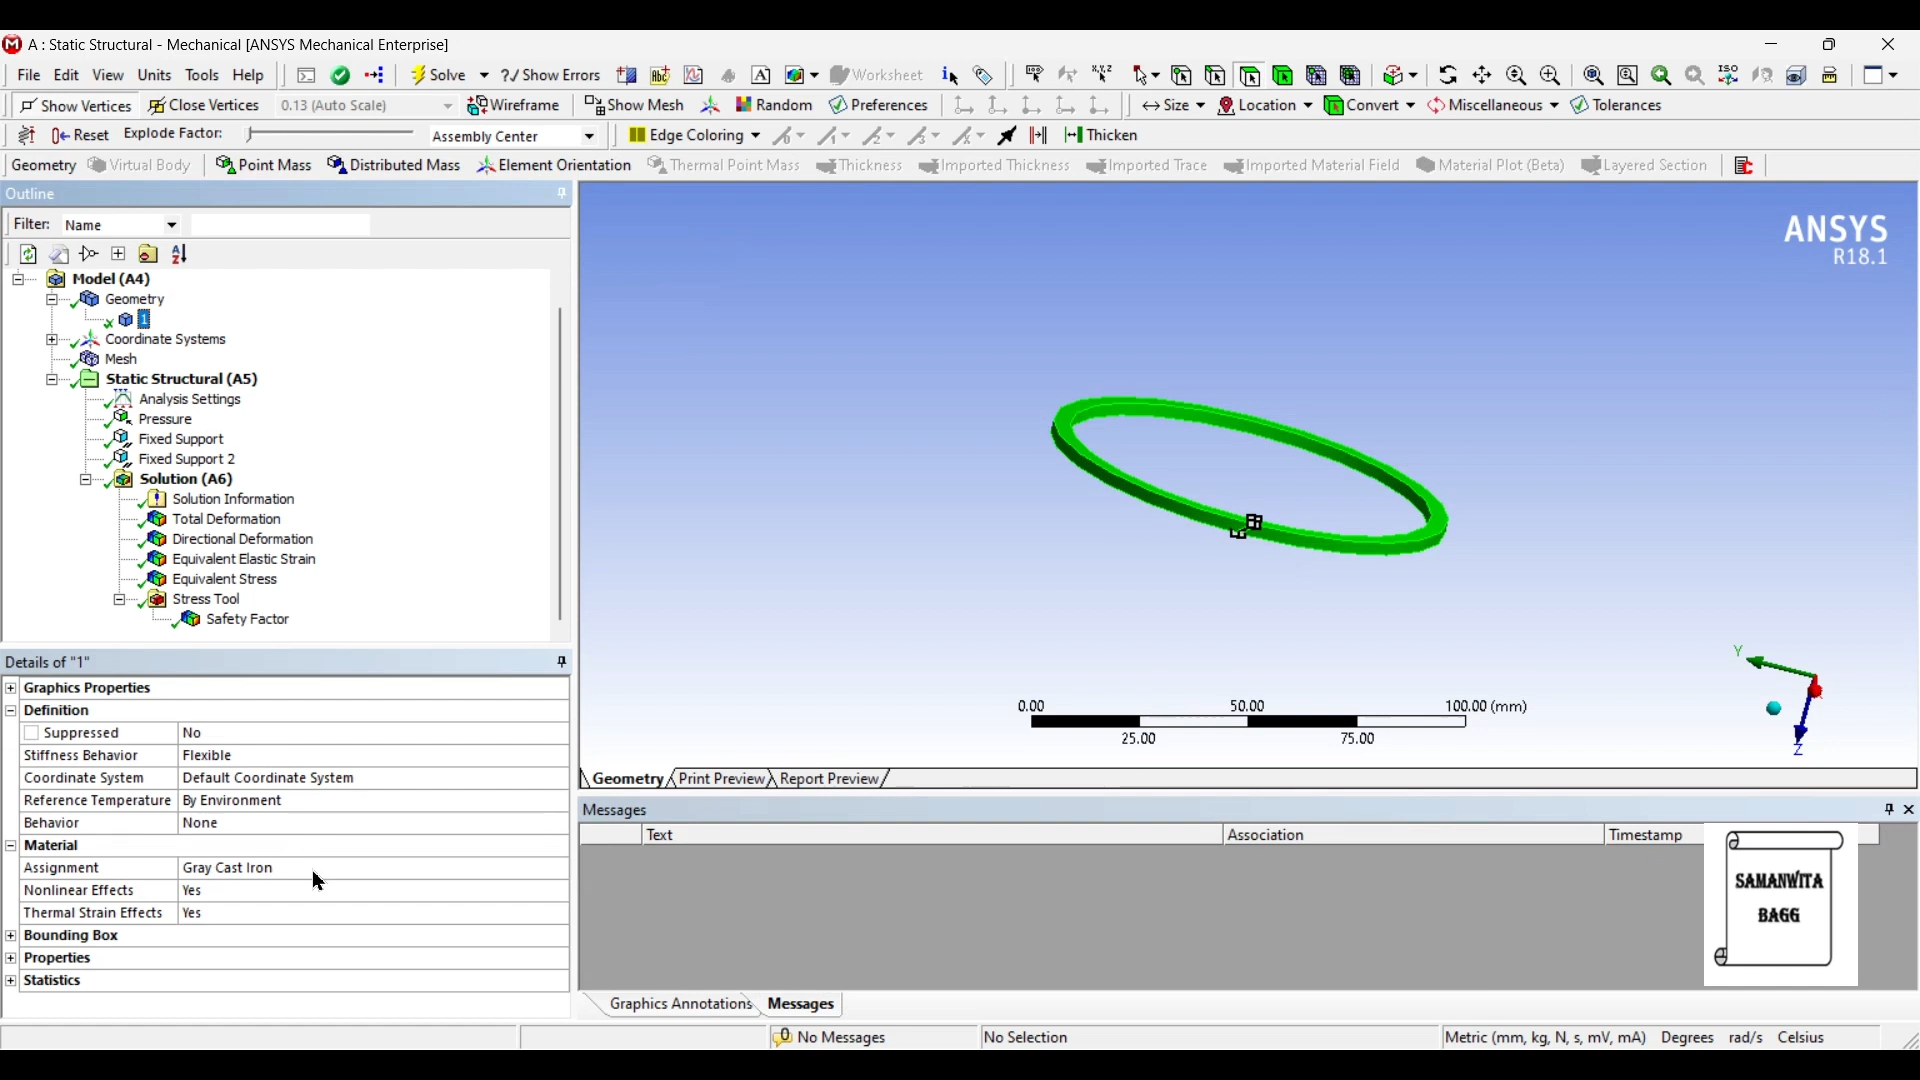 A : Static Structural - Mechanical [ANSYS Mechanical Enterprise]
File Edit View Units Tools Help Solve ?/ Show Errors Worksheet
Show Vertices Close Vertices 0.13 (Auto Scale) Wireframe Show Mesh Random Preferences Size Location Convert Miscellaneous Tolerances
Reset Explode Factor: Assembly Center Edge Coloring Thicken
Geometry Virtual Body Point Mass Distributed Mass Element Orientation Thermal Point Mass Thickness Imported Thickness Imported Trace Imported Material Field Material Plot (Beta) Layered Section
Outline
Filter: Name
Model (A4)
Geometry
1
Coordinate Systems
Mesh
Static Structural (A5)
Analysis Settings
Pressure
Fixed Support
Fixed Support 2
Solution (A6)
Solution Information
Total Deformation
Directional Deformation
Equivalent Elastic Strain
Equivalent Stress
Stress Tool
Safety Factor
Details of "1"
Graphics Properties
Definition
Suppressed No
Stiffness Behavior Flexible
Coordinate System Default Coordinate System
Reference Temperature By Environment
Behavior None
Material
Assignment Gray Cast Iron
Nonlinear Effects Yes
Thermal Strain Effects Yes
Bounding Box
Properties
Statistics
ANSYS
R18.1
0.00 50.00 100.00 (mm)
25.00 75.00
Y
Z
Geometry Print Preview Report Preview
Messages
Text Association Timestamp
SAMANWITA
BAGG
Graphics Annotations Messages
0 No Messages No Selection Metric (mm, kg, N, s, mV, mA) Degrees rad/s Celsius